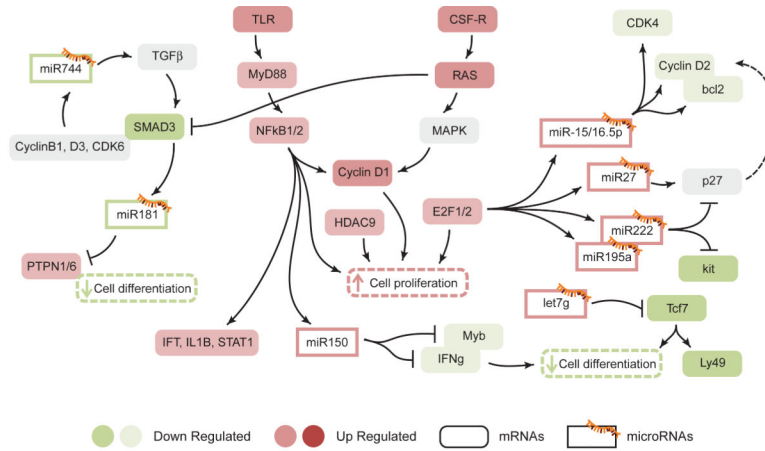 TLR
CSF-R
CDK4
miR744
TGFβ
MyD88
RAS
Cyclin D2
bcl2
SMAD3
CyclinB1, D3, CDK6
NFkB1/2
MAPK
miR-15/16.5p
Cyclin D1
miR27
p27
miR181
HDAC9
E2F1/2
miR222
miR195a
kit
PTPN1/6
Cell differentiation
Cell proliferation
let7g
Tcf7
IFT, IL1B, STAT1
miR150
Myb
IFNg
Cell differentiation
Ly49
Down Regulated
Up Regulated
mRNAs
microRNAs